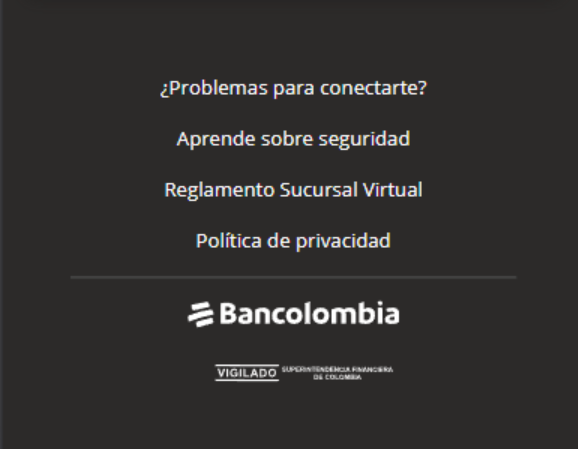 ¿Problemas para conectarte?
Aprende sobre seguridad
Reglamento Sucursal Virtual
Política de privacidad
Bancolombia
VIGILADO SUPERINTENDENCIA FINANCIERA
DE COLOMBIA